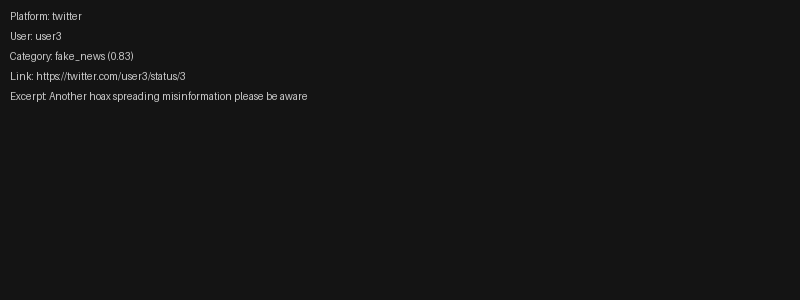 Platform: twitter
User: user3
Category: fake_news (0.83)
Link: https://twitter.com/user3/status/3
Excerpt: Another hoax spreading misinformation please be aware